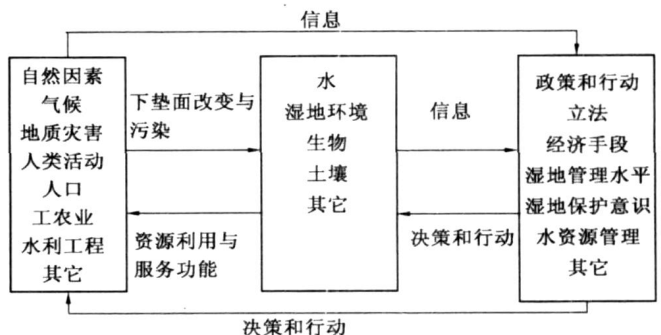 信息
自然因素
气候
地质灾害
人类活动
人口
工农业
水利工程
其它
下垫面改变与
污染
资源利用与
服务功能
水
湿地环境
生物
土壤
其它
信息
决策和行动
政策和行动
立法
经济手段
湿地管理水平
湿地保护意识
水资源管理
其它
决策和行动